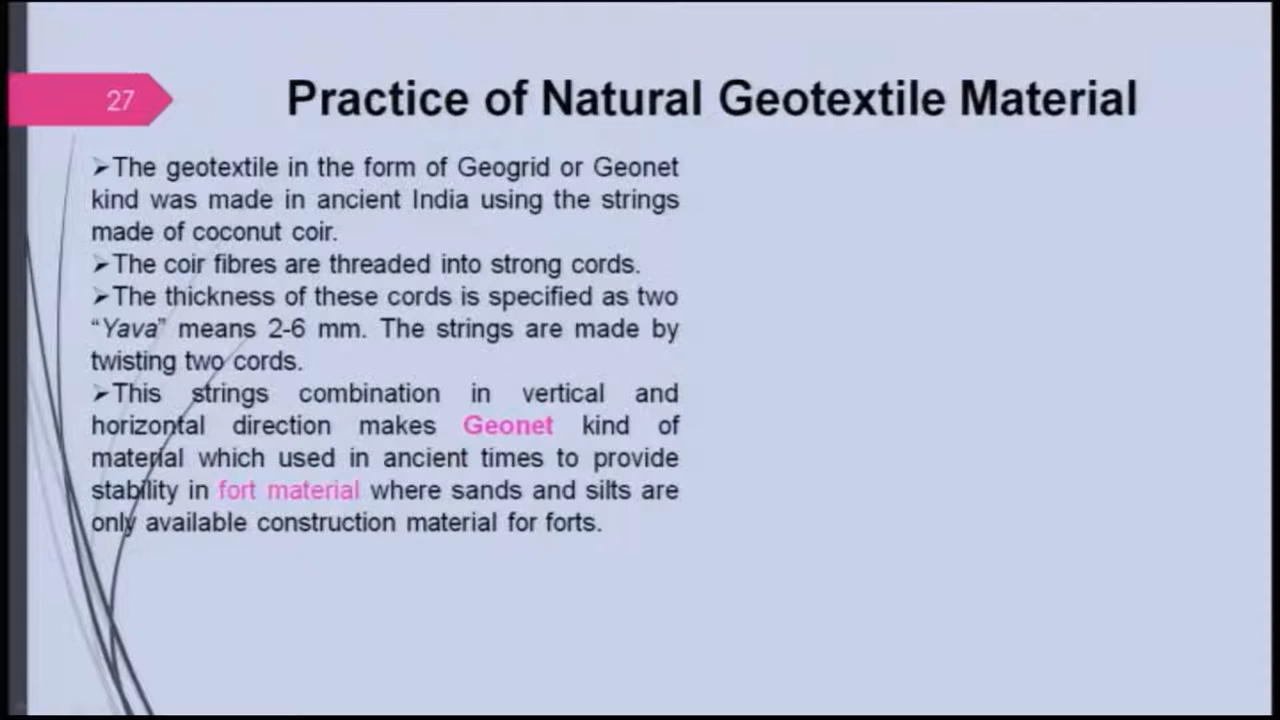 27
Practice of Natural Geotextile Material
➢The geotextile in the form of Geogrid or Geonet
kind was made in ancient India using the strings
made of coconut coir.
➢The coir fibres are threaded into strong cords.
➢The thickness of these cords is specified as two
“Yava” means 2-6 mm. The strings are made by
twisting two cords.
➢This strings combination in vertical and
horizontal direction makes Geonet kind of
material which used in ancient times to provide
stability in fort material where sands and silts are
only available construction material for forts.